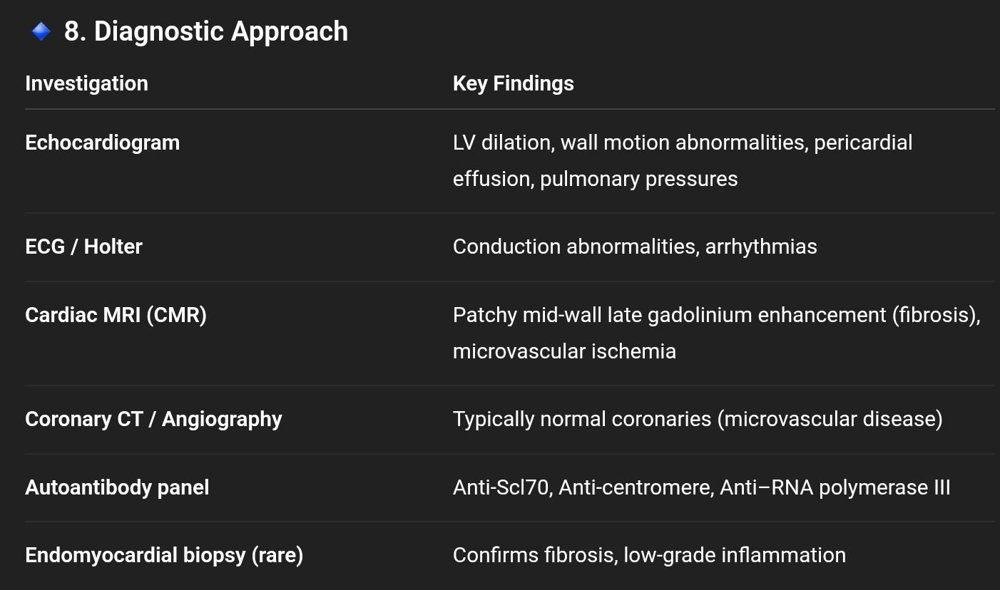 🔹 8. Diagnostic Approach
Investigation
Key Findings
Echocardiogram
LV dilation, wall motion abnormalities, pericardial
effusion, pulmonary pressures
ECG / Holter
Conduction abnormalities, arrhythmias
Cardiac MRI (CMR)
Patchy mid-wall late gadolinium enhancement (fibrosis),
microvascular ischemia
Coronary CT / Angiography
Typically normal coronaries (microvascular disease)
Autoantibody panel
Anti-Scl70, Anti-centromere, Anti–RNA polymerase III
Endomyocardial biopsy (rare)
Confirms fibrosis, low-grade inflammation